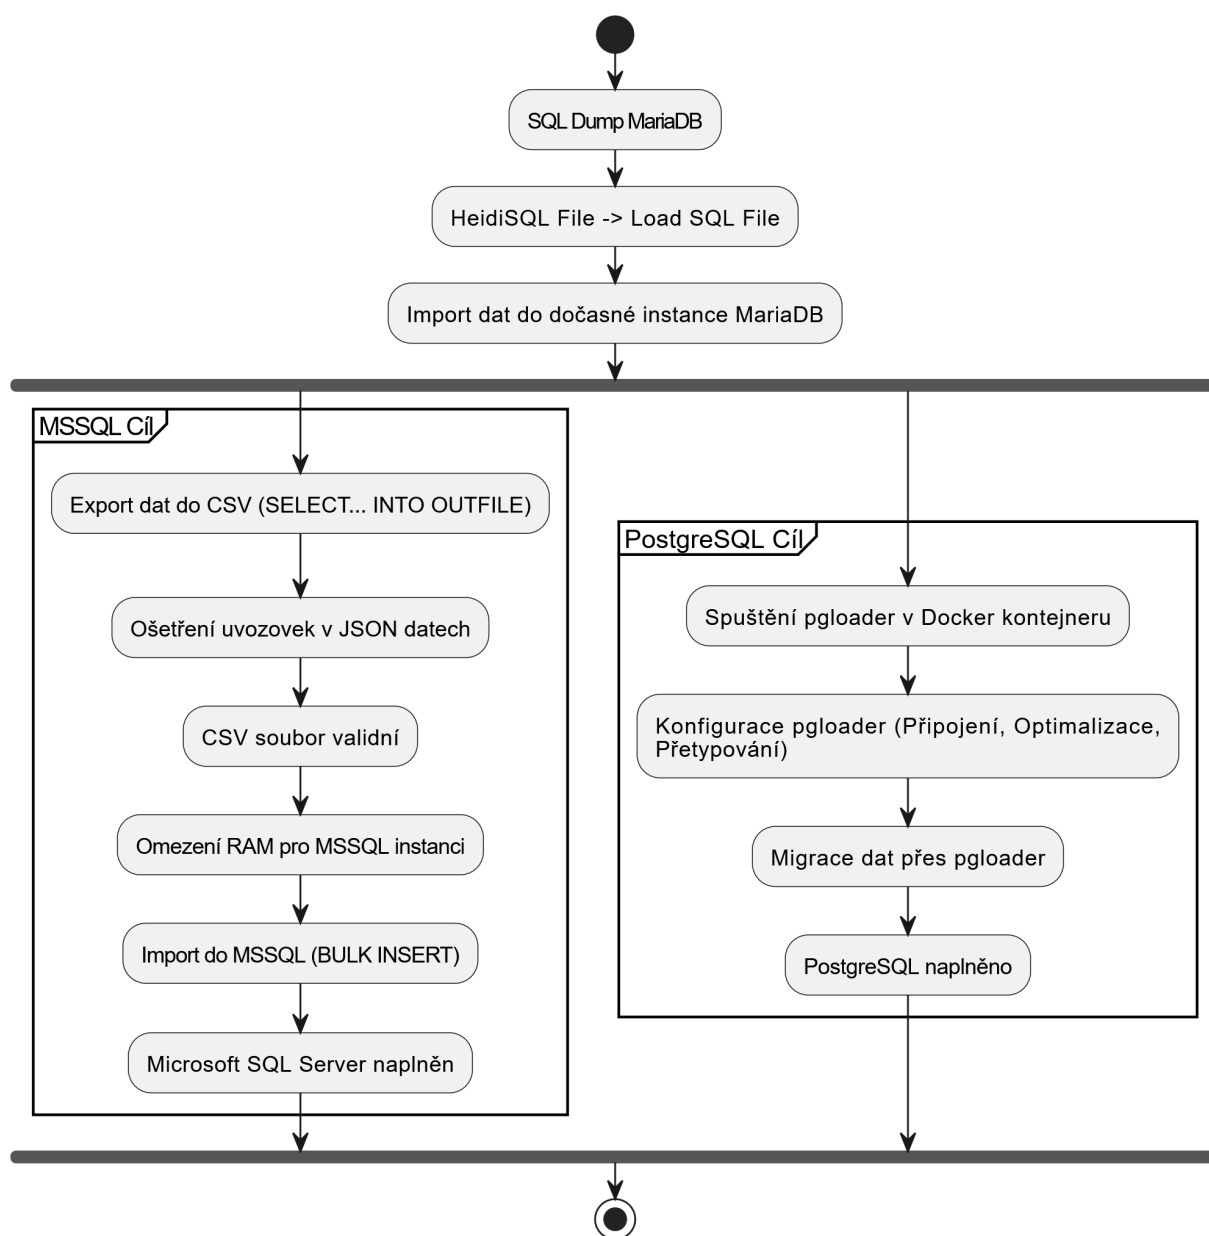 SQL Dump MariaDB
HeidiSQL File -> Load SQL File
Import dat do dočasné instance MariaDB
MSSQL Cíl
Export dat do CSV (SELECT... INTO OUTFILE)
Ošetření uvozovek v JSON datech
CSV soubor validní
Omezení RAM pro MSSQL instanci
Import do MSSQL (BULK INSERT)
Microsoft SQL Server naplněn
PostgreSQL Cíl
Spuštění pgloader v Docker kontejneru
Konfigurace pgloader (Připojení, Optimalizace,
Přetypování)
Migrace dat přes pgloader
PostgreSQL naplněno